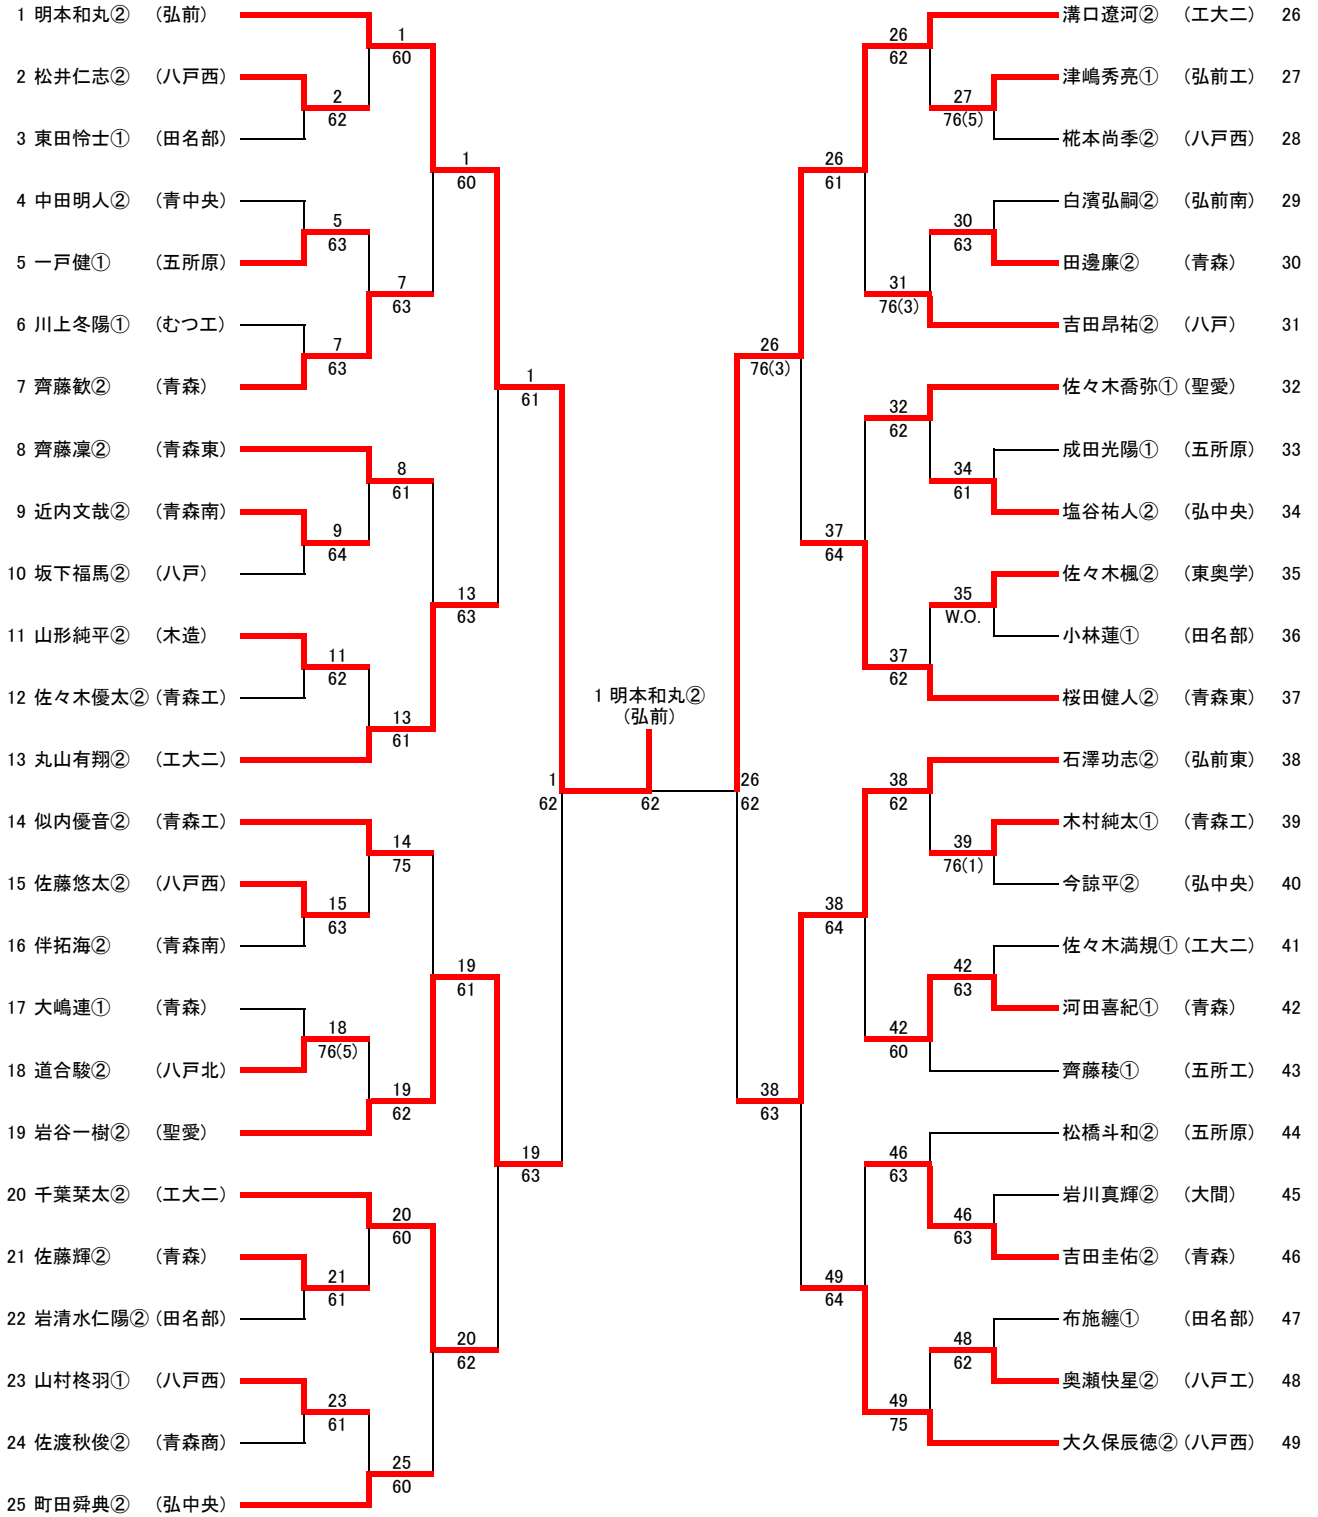 1 明本和丸② (弘前)
2 松井仁志② (八戸西)
3 東田怜士① (田名部)
4 中田明人② (青中央)
5 一戸健① (五所原)
6 川上冬陽① (むつ工)
7 齊藤歓② (青森)
8 齊藤凜② (青森東)
9 近内文哉② (青森南)
10 坂下福馬② (八戸)
11 山形純平② (木造)
12 佐々木優太② (青森工)
13 丸山有翔② (工大二)
14 似内優音② (青森工)
15 佐藤悠太② (八戸西)
16 伴拓海② (青森南)
17 大嶋連① (青森)
18 道合駿② (八戸北)
19 岩谷一樹② (聖愛)
20 千葉栞太② (工大二)
21 佐藤輝② (青森)
22 岩清水仁陽② (田名部)
23 山村柊羽① (八戸西)
24 佐渡秋俊② (青森商)
25 町田舜典② (弘中央)
2
62
5
63
7
63
9
64
11
62
15
63
18
76(5)
21
61
23
61
1
60
7
63
8
61
13
61
14
75
19
62
20
60
25
60
1
60
13
63
19
61
20
62
1
61
19
63
1
62
1 明本和丸②
(弘前)
62
26
62
26
76(3)
38
63
26
61
37
64
38
64
49
64
26
62
31
76(3)
32
62
37
62
38
62
42
60
46
63
49
75
27
76(5)
30
63
34
61
35
W.O.
39
76(1)
42
63
46
63
48
62
溝口遼河② (工大二) 26
津嶋秀亮① (弘前工) 27
椛本尚季② (八戸西) 28
白濱弘嗣② (弘前南) 29
田邊廉② (青森) 30
吉田昂祐② (八戸) 31
佐々木喬弥① (聖愛) 32
成田光陽① (五所原) 33
塩谷祐人② (弘中央) 34
佐々木楓② (東奥学) 35
小林蓮① (田名部) 36
桜田健人② (青森東) 37
石澤功志② (弘前東) 38
木村純太① (青森工) 39
今諒平② (弘中央) 40
佐々木満規① (工大二) 41
河田喜紀① (青森) 42
齊藤稜① (五所工) 43
松橋斗和② (五所原) 44
岩川真輝② (大間) 45
吉田圭佑② (青森) 46
布施纏① (田名部) 47
奥瀬快星② (八戸工) 48
大久保辰徳② (八戸西) 49